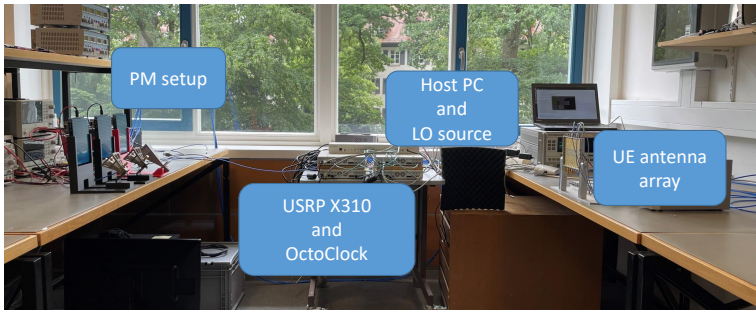 PM setup
Host PC
and
LO source
UE antenna
array
USRP X310
and
OctoClock